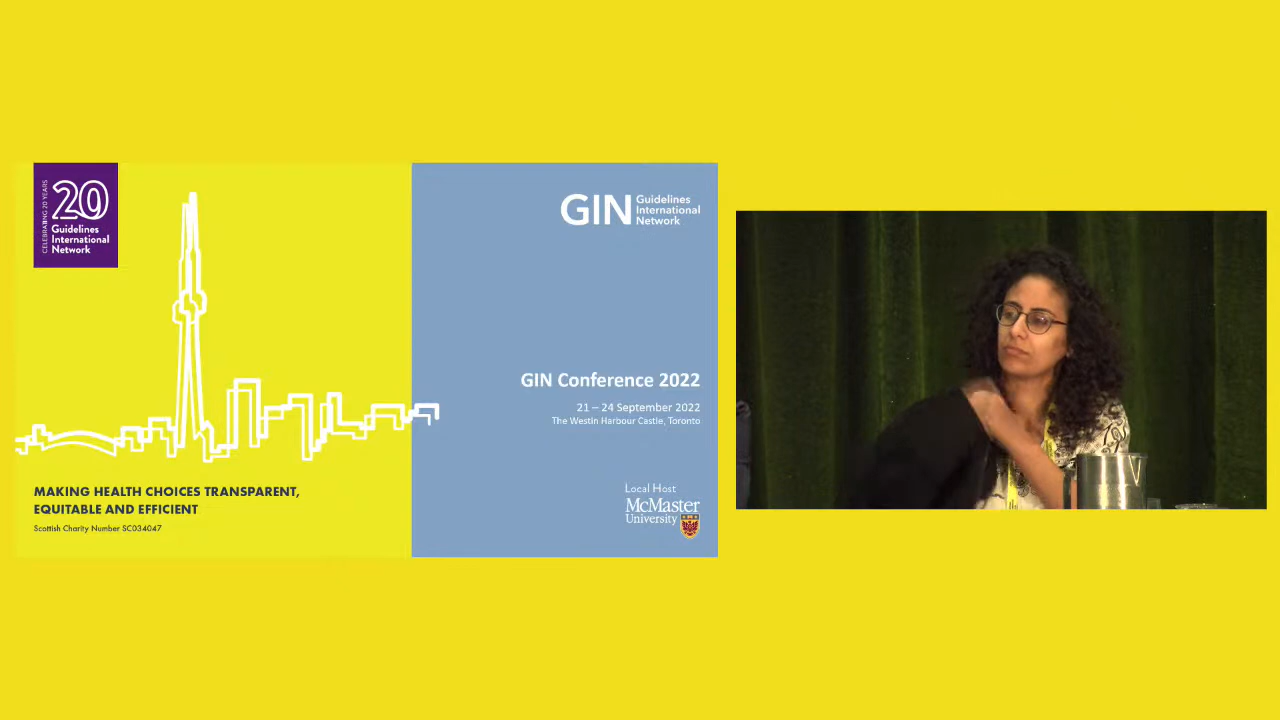 CELEBRATING 20 YEARS
20
Guidelines
International
Network
MAKING HEALTH CHOICES TRANSPARENT,
EQUITABLE AND EFFICIENT
Scottish Charity Number SC034047
GIN Guidelines
International
Network
GIN Conference 2022
21 – 24 September 2022
The Westin Harbour Castle, Toronto
Local Host
McMaster
University